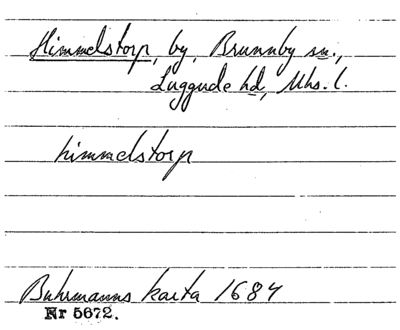 Himmelstorp, by, Brunnby sn.,
Luggude hd, Mhs. l.
himmelstorp
Buhrmanns karta 1684
Nr 5672.